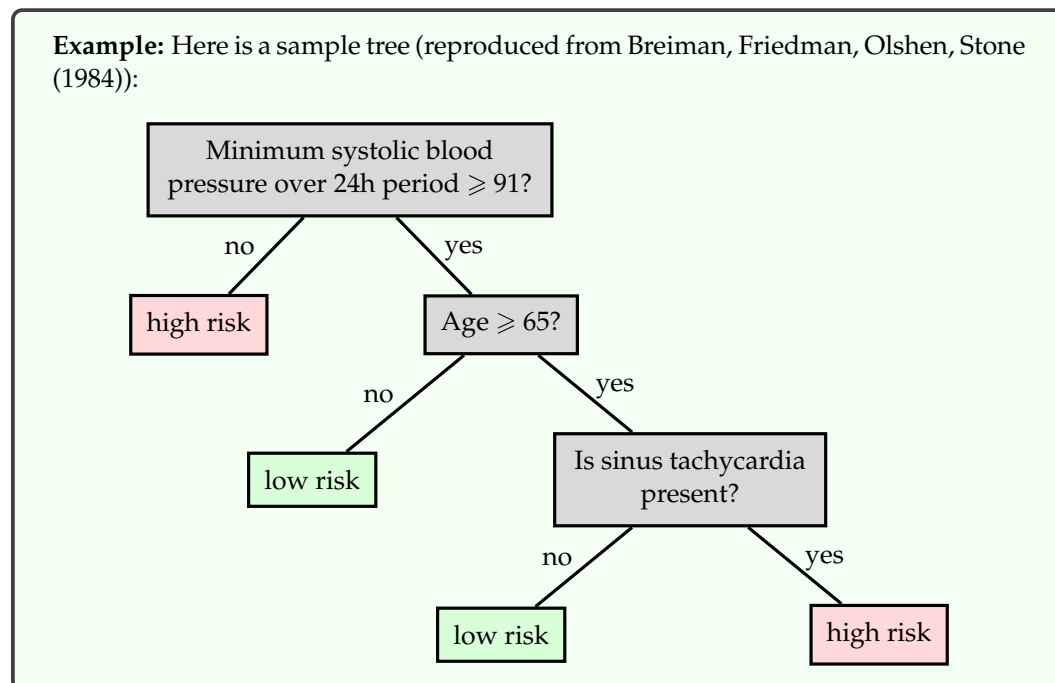 Example: Here is a sample tree (reproduced from Breiman, Friedman, Olshen, Stone
(1984)):
Minimum systolic blood
pressure over 24h period ⩾ 91?
no
yes
high risk
Age ⩾ 65?
no
yes
low risk
Is sinus tachycardia
present?
no
yes
low risk
high risk